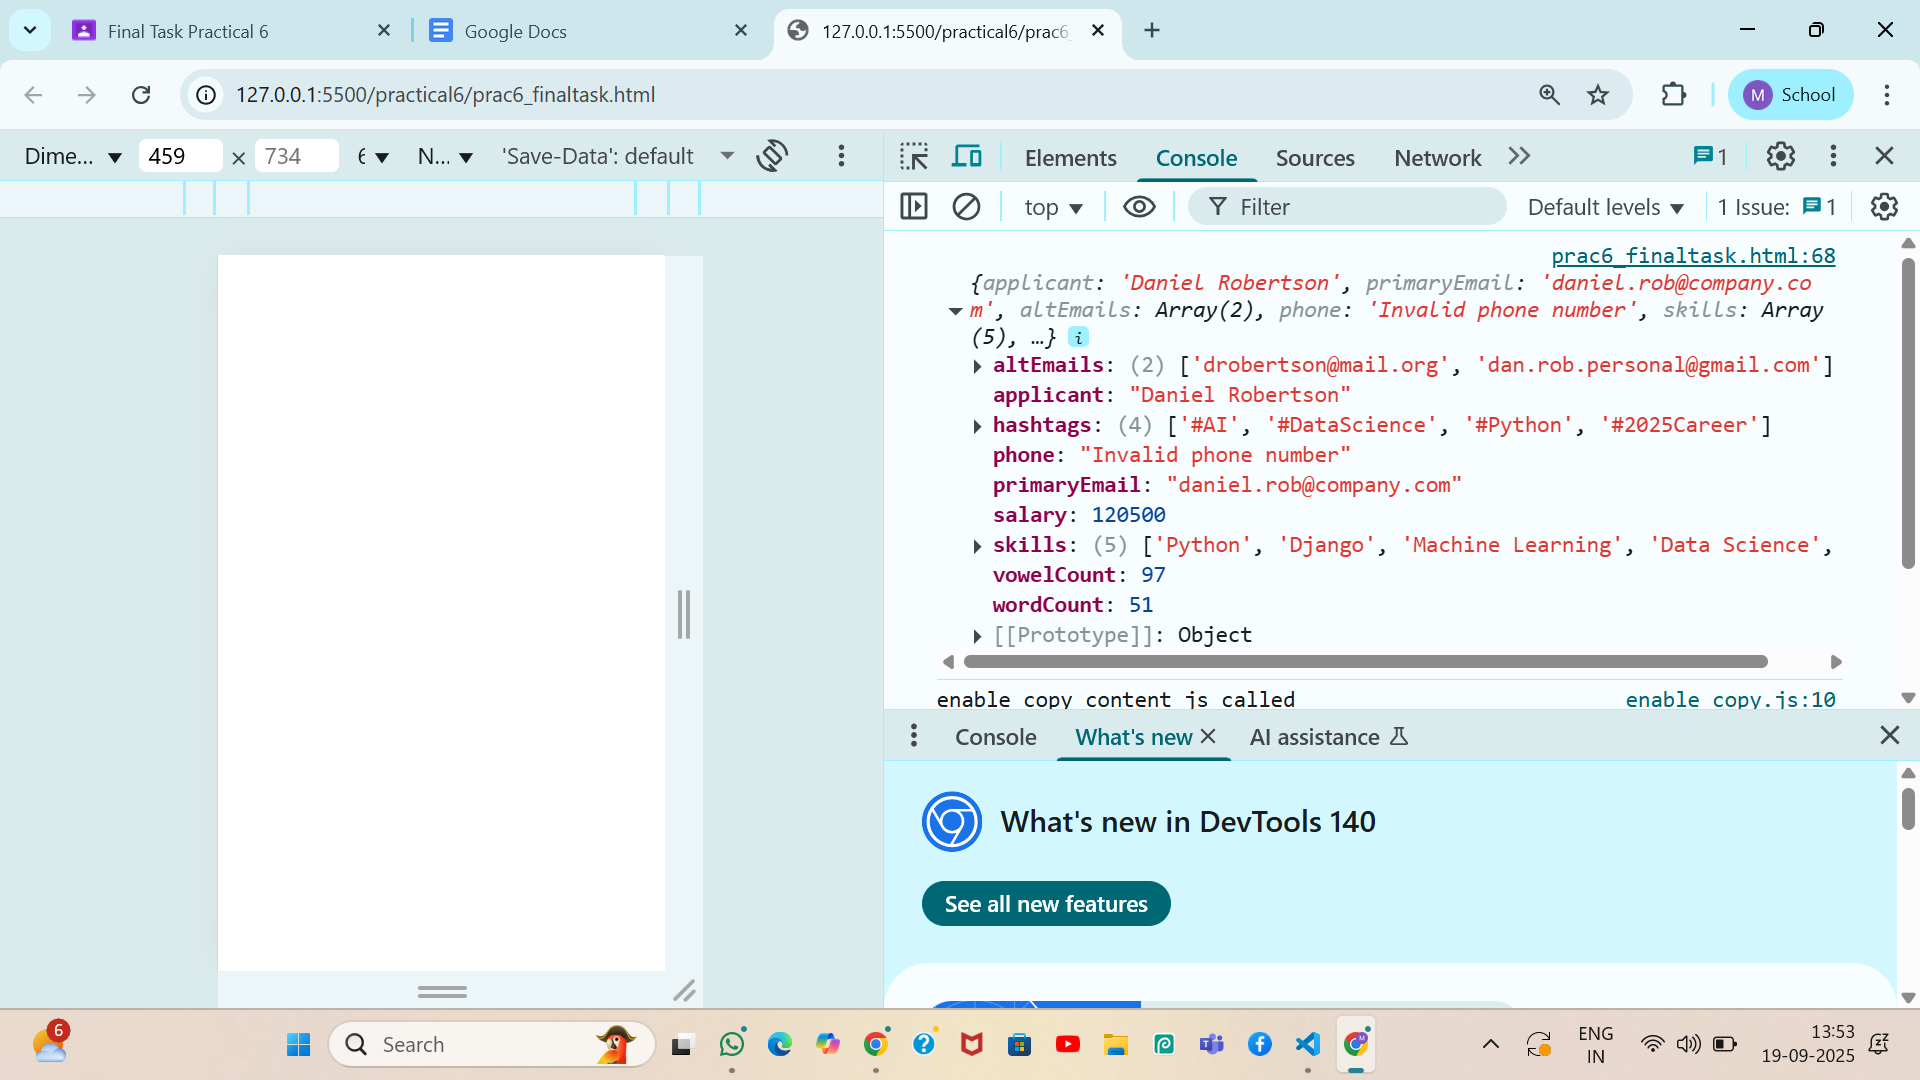 Final Task Practical 6
Google Docs
127.0.0.1:5500/practical6/prac6_
127.0.0.1:5500/practical6/prac6_finaltask.html
M School
Dime... 459 × 734 6 N... 'Save-Data': default
Elements Console Sources Network 1
top Filter Default levels 1 Issue: 1
prac6_finaltask.html:68
{applicant: 'Daniel Robertson', primaryEmail: 'daniel.rob@company.co
m', altEmails: Array(2), phone: 'Invalid phone number', skills: Array
(5), …} i
altEmails: (2) ['drobertson@mail.org', 'dan.rob.personal@gmail.com']
applicant: "Daniel Robertson"
hashtags: (4) ['#AI', '#DataScience', '#Python', '#2025Career']
phone: "Invalid phone number"
primaryEmail: "daniel.rob@company.com"
salary: 120500
skills: (5) ['Python', 'Django', 'Machine Learning', 'Data Science',
vowelCount: 97
wordCount: 51
[[Prototype]]: Object
enable copy content js called enable_copy.js:10
Console What's new AI assistance
What's new in DevTools 140
See all new features
6
Search
ENG
IN
13:53
19-09-2025